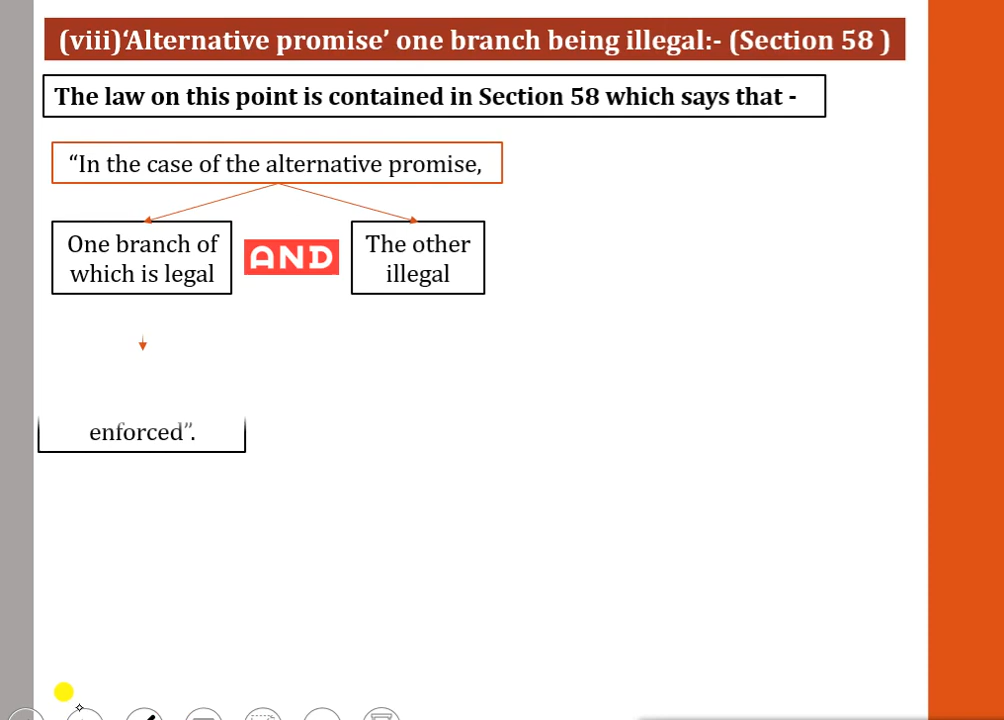 (viii)‘Alternative promise’ one branch being illegal:- (Section 58 )
The law on this point is contained in Section 58 which says that -
“In the case of the alternative promise,
One branch of
which is legal
AND
The other
illegal
enforced”.